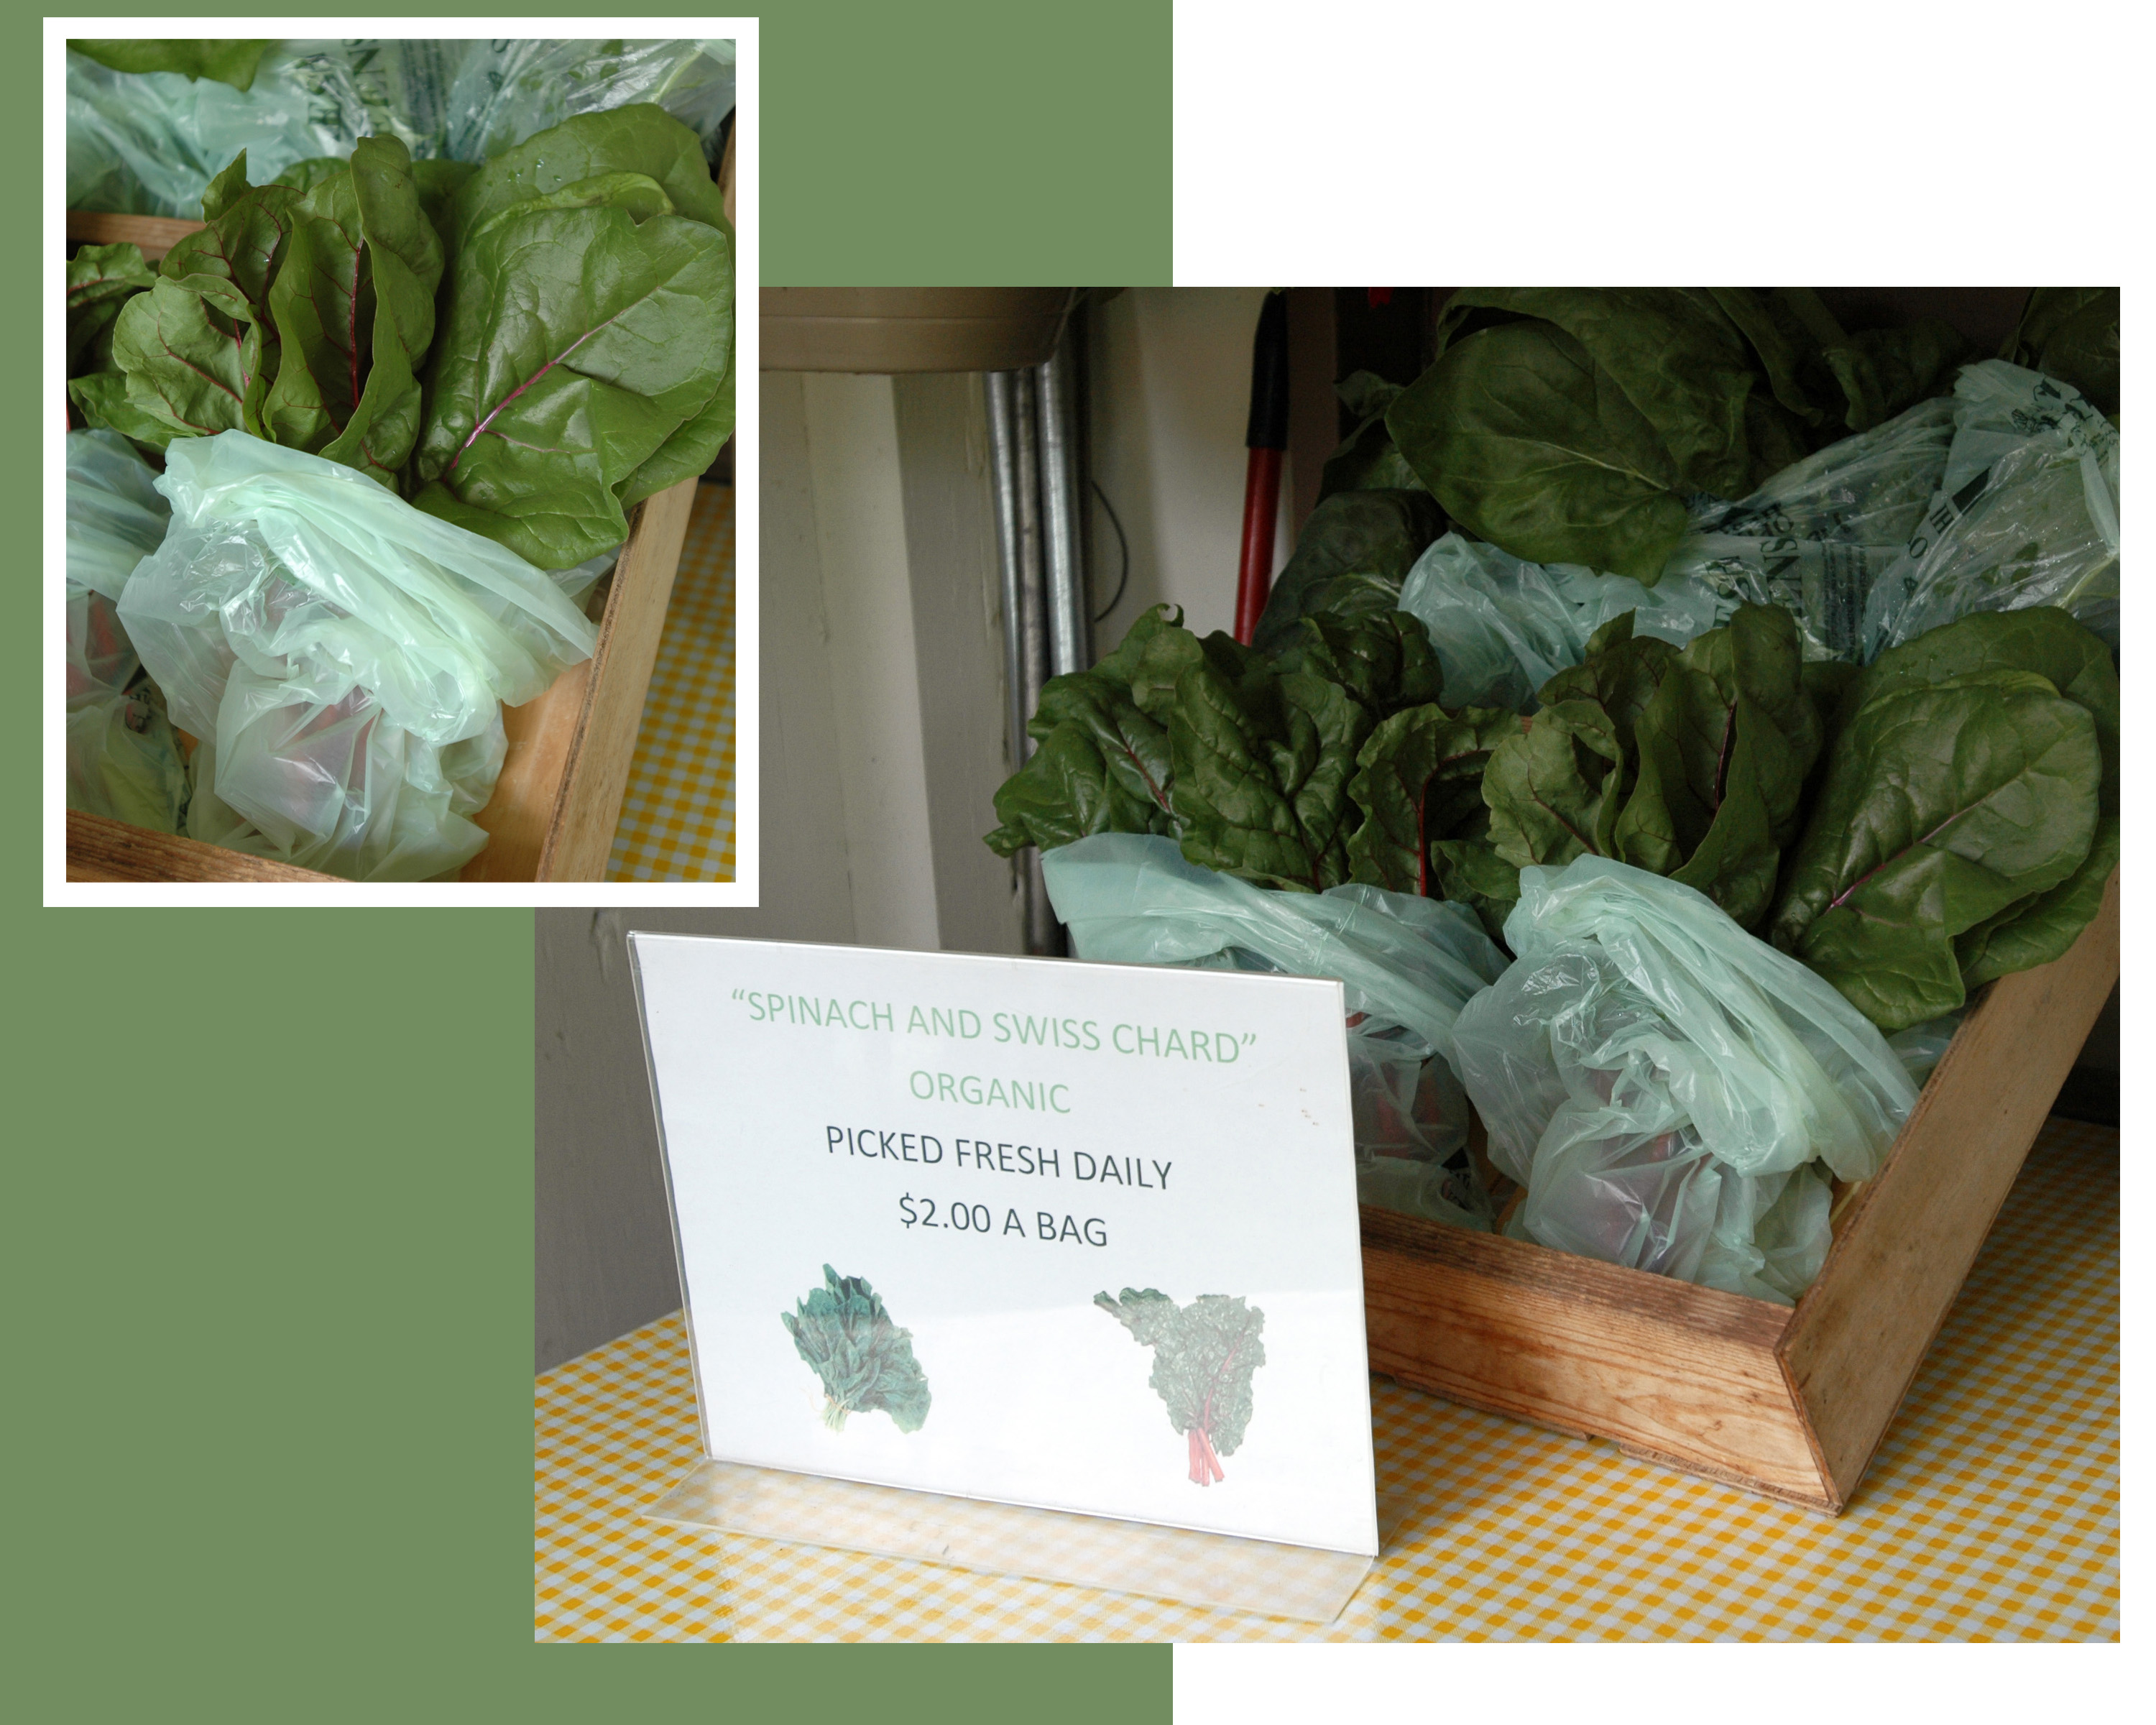 “SPINACH AND SWISS CHARD”
ORGANIC
PICKED FRESH DAILY
$2.00 A BAG